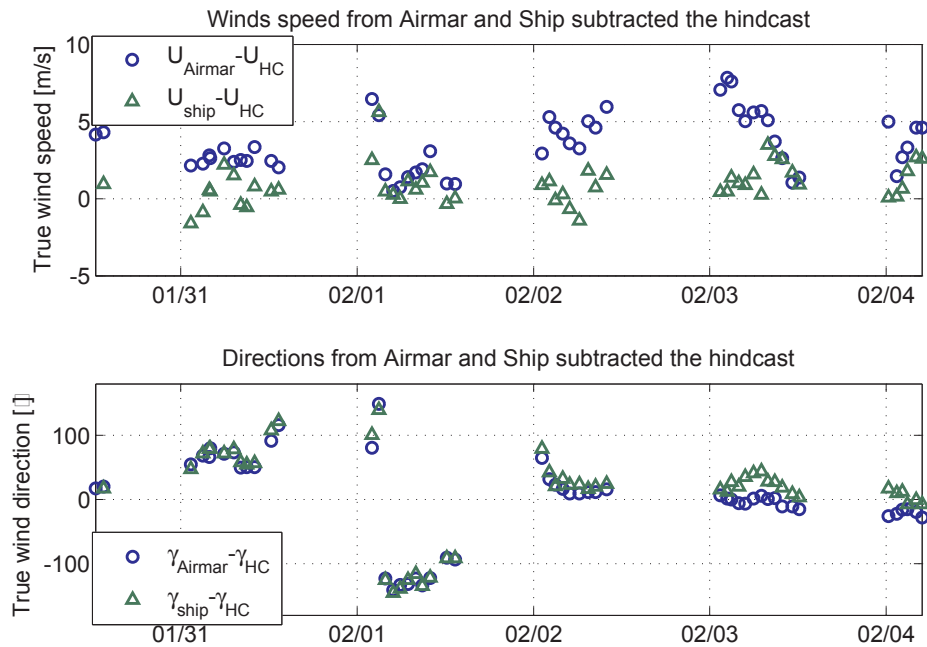 Winds speed from Airmar and Ship subtracted the hindcast
True wind speed [m/s]
10
5
0
-5
U_Airmar-U_HC
U_ship-U_HC
01/31
02/01
02/02
02/03
02/04
Directions from Airmar and Ship subtracted the hindcast
True wind direction [�]
100
0
-100
γ_Airmar-γ_HC
γ_ship-γ_HC
01/31
02/01
02/02
02/03
02/04